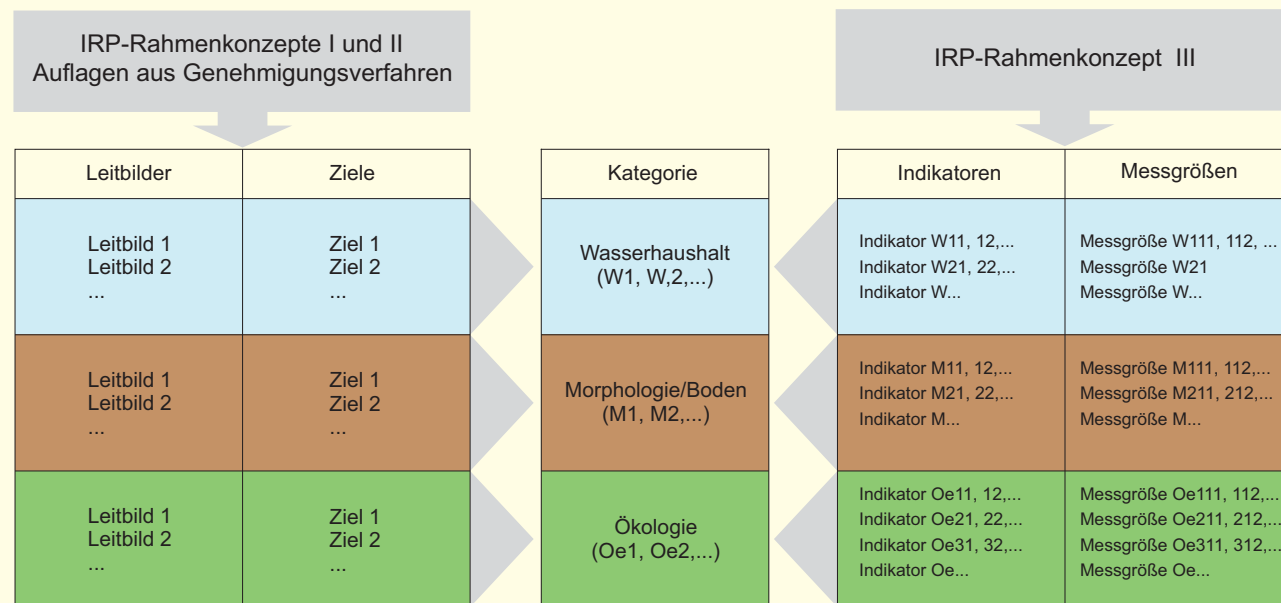 IRP-Rahmenkonzepte I und II
Auflagen aus Genehmigungsverfahren
IRP-Rahmenkonzept III
Leitbilder
Ziele
Kategorie
Indikatoren
Messgrößen
Leitbild 1
Leitbild 2
...
Ziel 1
Ziel 2
...
Wasserhaushalt
(W1, W,2,...)
Indikator W11, 12,...
Indikator W21, 22,...
Indikator W...
Messgröße W111, 112, ...
Messgröße W21
Messgröße W...
Leitbild 1
Leitbild 2
...
Ziel 1
Ziel 2
...
Morphologie/Boden
(M1, M2,...)
Indikator M11, 12,...
Indikator M21, 22,...
Indikator M...
Messgröße M111, 112,...
Messgröße M211, 212,...
Messgröße M...
Leitbild 1
Leitbild 2
...
Ziel 1
Ziel 2
...
Ökologie
(Oe1, Oe2,...)
Indikator Oe11, 12,...
Indikator Oe21, 22,...
Indikator Oe31, 32,...
Indikator Oe...
Messgröße Oe111, 112,...
Messgröße Oe211, 212,...
Messgröße Oe311, 312,...
Messgröße Oe...